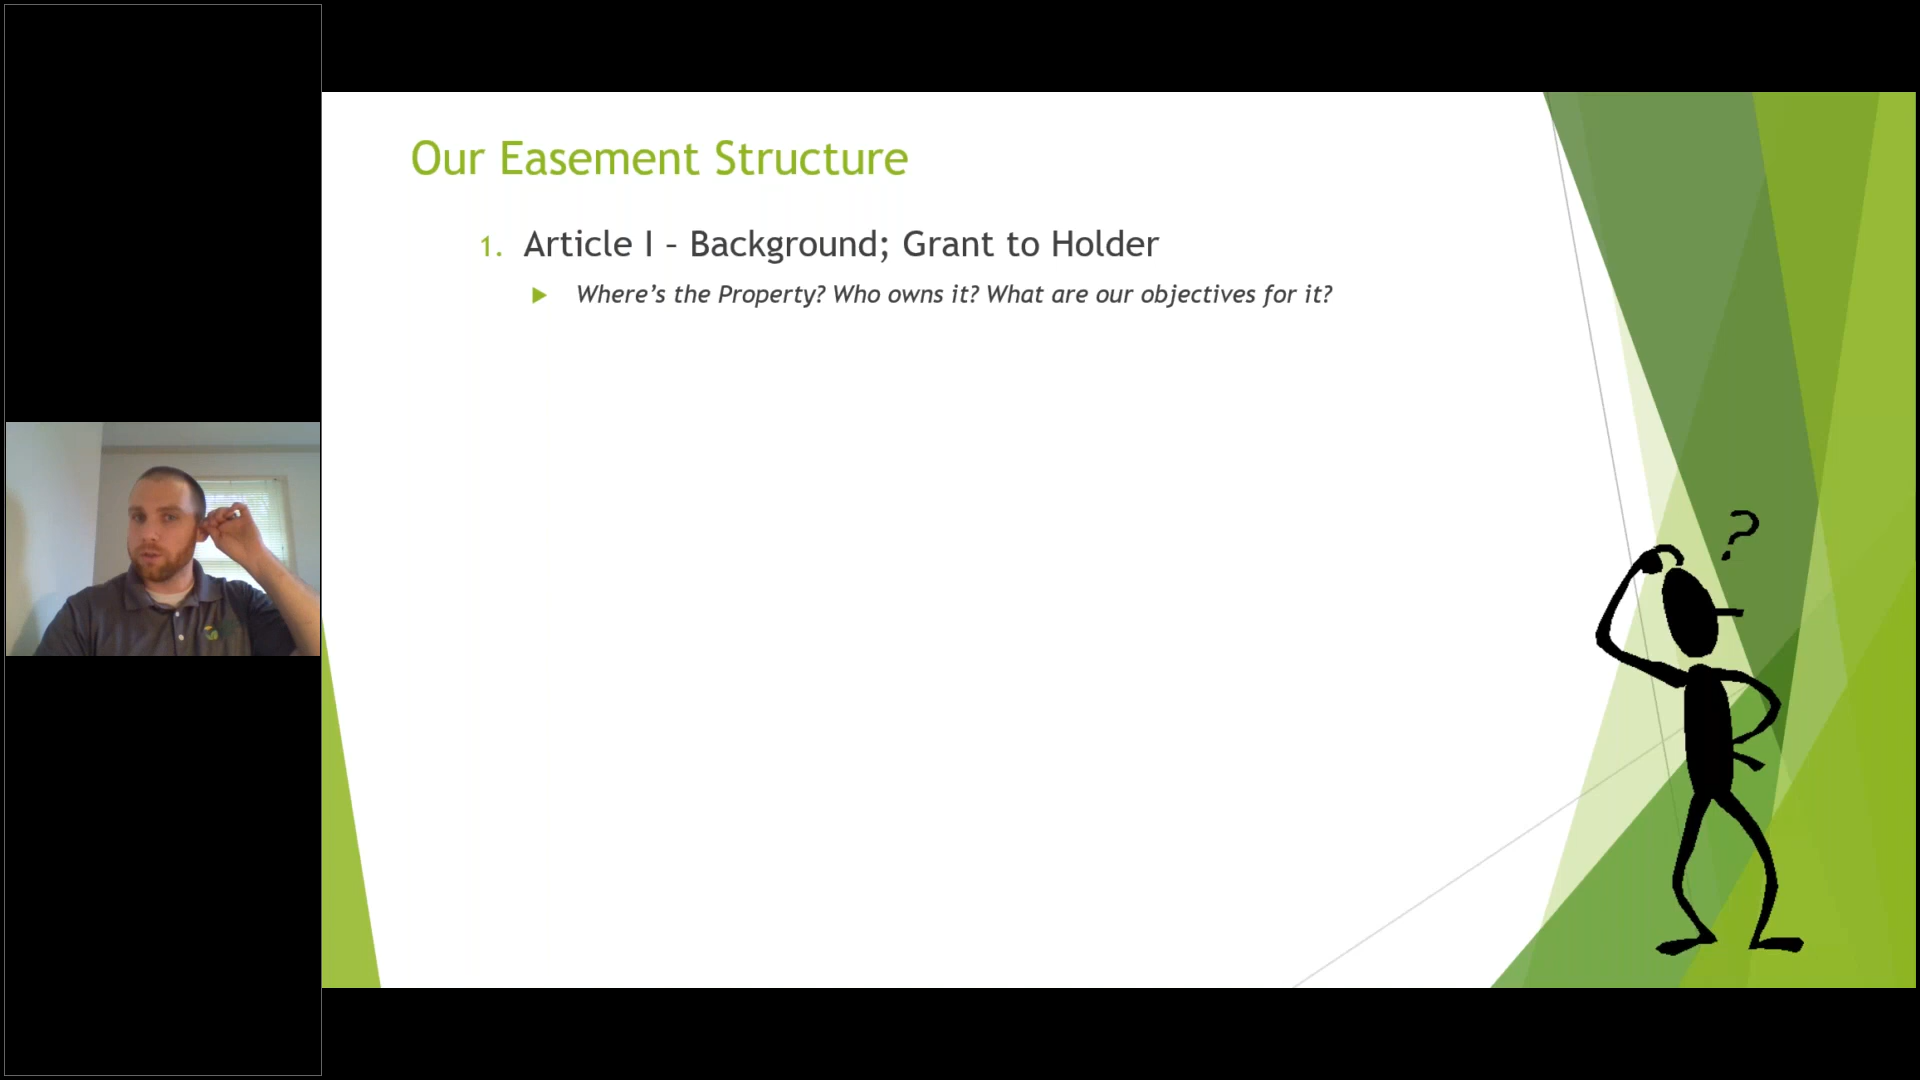 Our Easement Structure
1. Article I – Background; Grant to Holder
Where's the Property? Who owns it? What are our objectives for it?
?